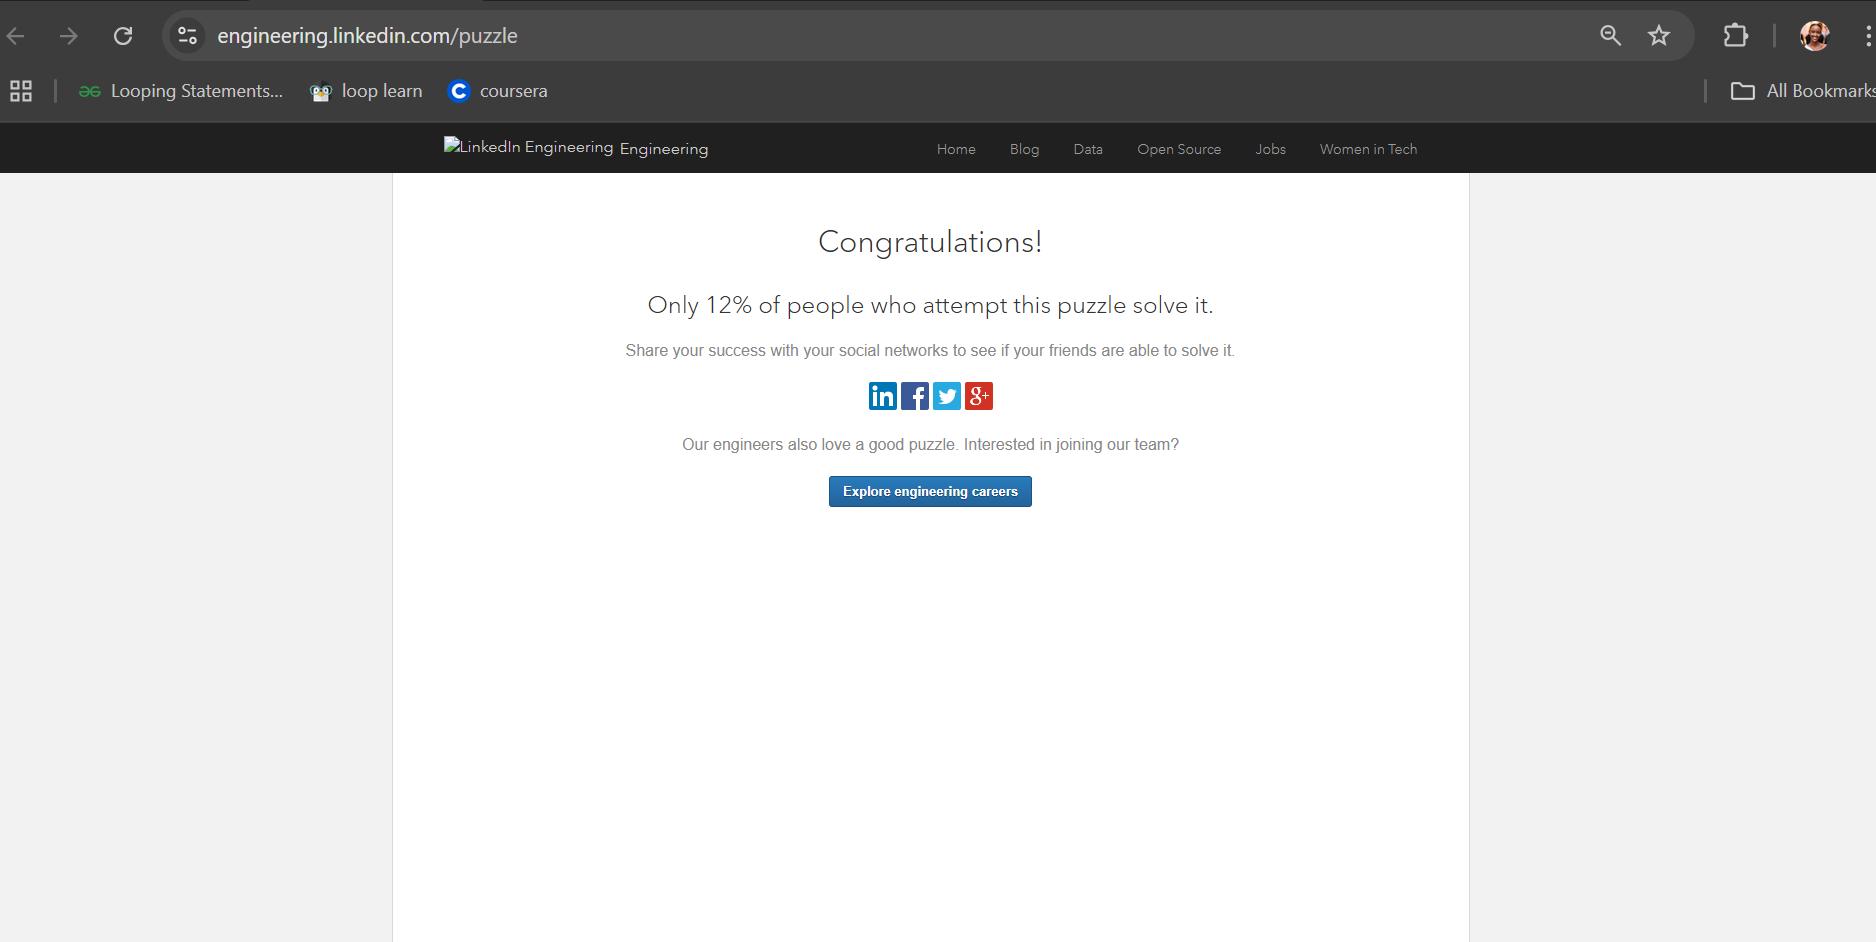 engineering.linkedin.com/puzzle
Looping Statements... loop learn coursera All Bookmarks
LinkedIn Engineering Engineering Home Blog Data Open Source Jobs Women in Tech
Congratulations!
Only 12% of people who attempt this puzzle solve it.
Share your success with your social networks to see if your friends are able to solve it.
in f g+
Our engineers also love a good puzzle. Interested in joining our team?
Explore engineering careers